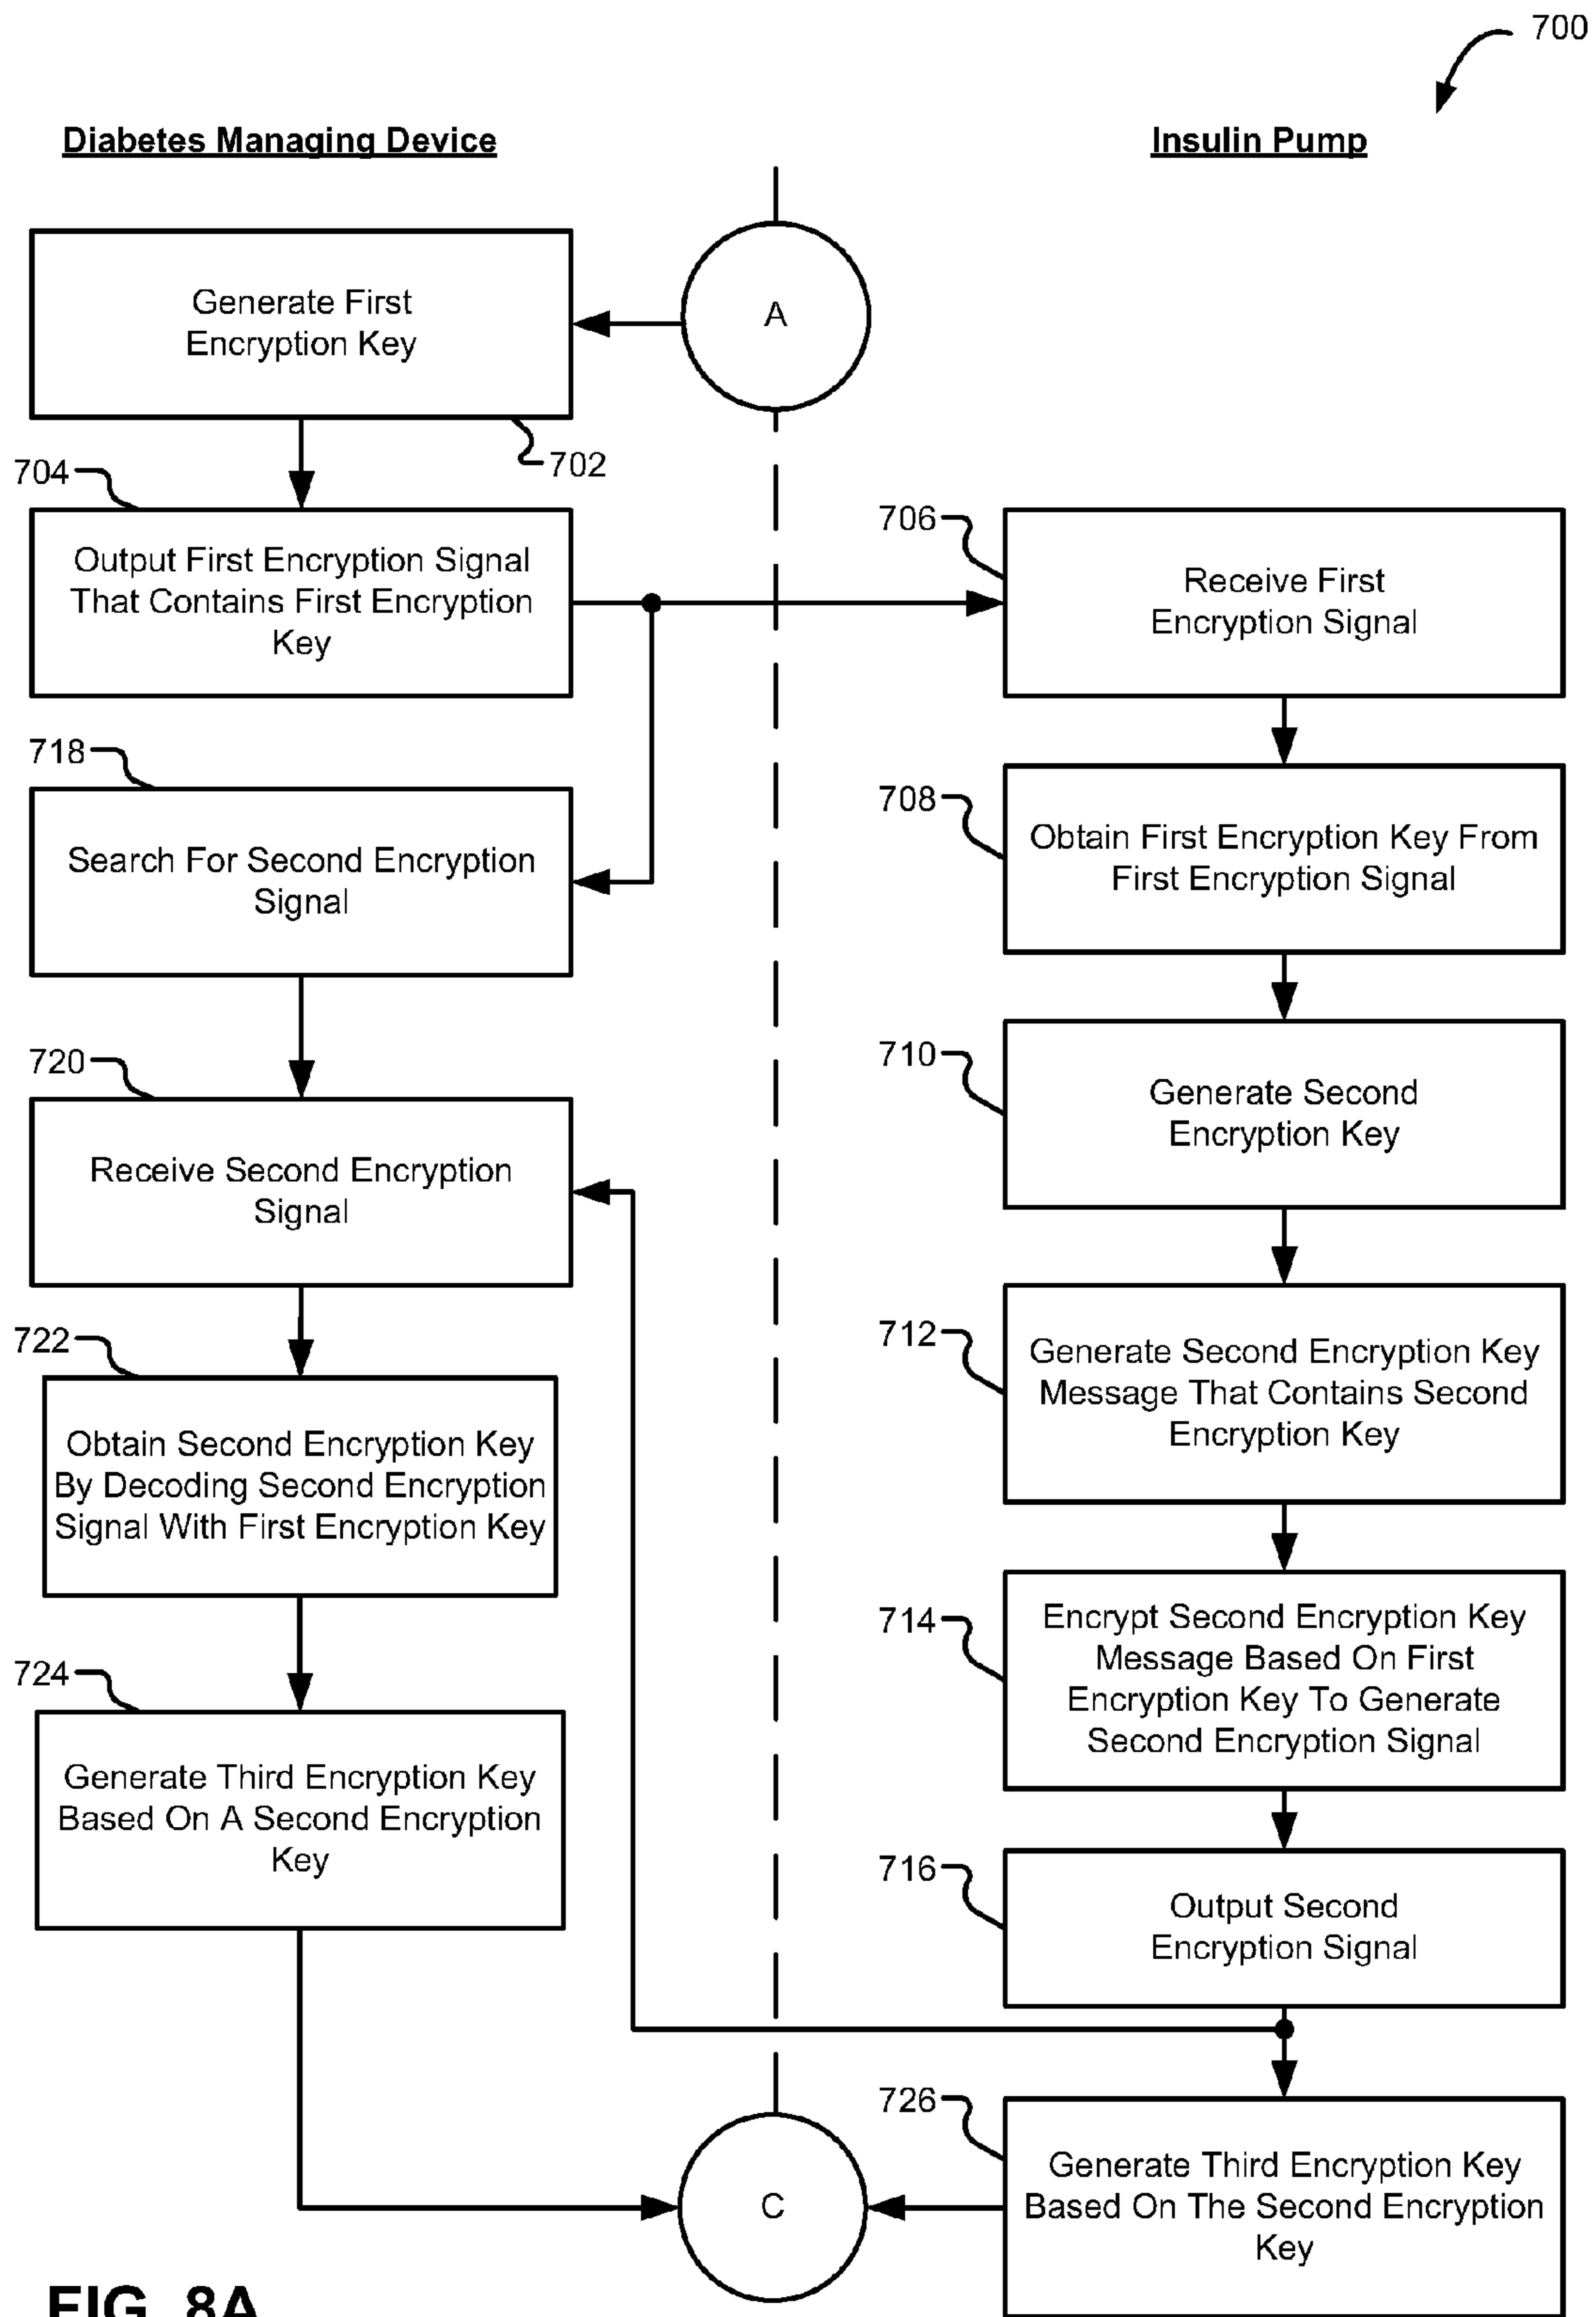 700
Diabetes Managing Device
Insulin Pump
Generate First
Encryption Key
A
702
704
Output First Encryption Signal
That Contains First Encryption
Key
706
Receive First
Encryption Signal
718
Search For Second Encryption
Signal
708
Obtain First Encryption Key From
First Encryption Signal
720
Receive Second Encryption
Signal
710
Generate Second
Encryption Key
722
Obtain Second Encryption Key
By Decoding Second Encryption
Signal With First Encryption Key
712
Generate Second Encryption Key
Message That Contains Second
Encryption Key
714
Encrypt Second Encryption Key
Message Based On First
Encryption Key To Generate
Second Encryption Signal
724
Generate Third Encryption Key
Based On A Second Encryption
Key
716
Output Second
Encryption Signal
726
Generate Third Encryption Key
Based On The Second Encryption
Key
C
FIG. 8A